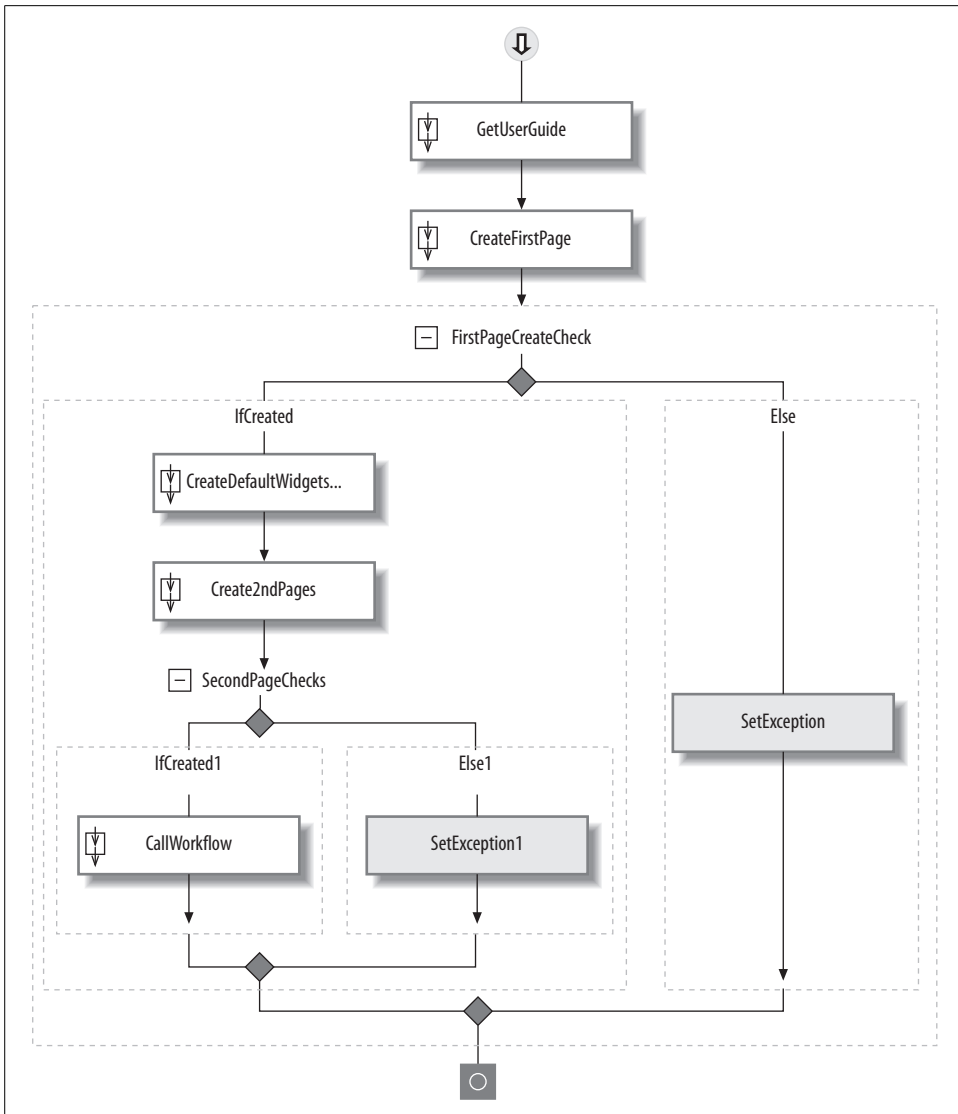 GetUserGuide
CreateFirstPage
FirstPageCreateCheck
IfCreated
Else
CreateDefaultWidgets...
Create2ndPages
SecondPageChecks
SetException
IfCreated1
Else1
CallWorkflow
SetException1